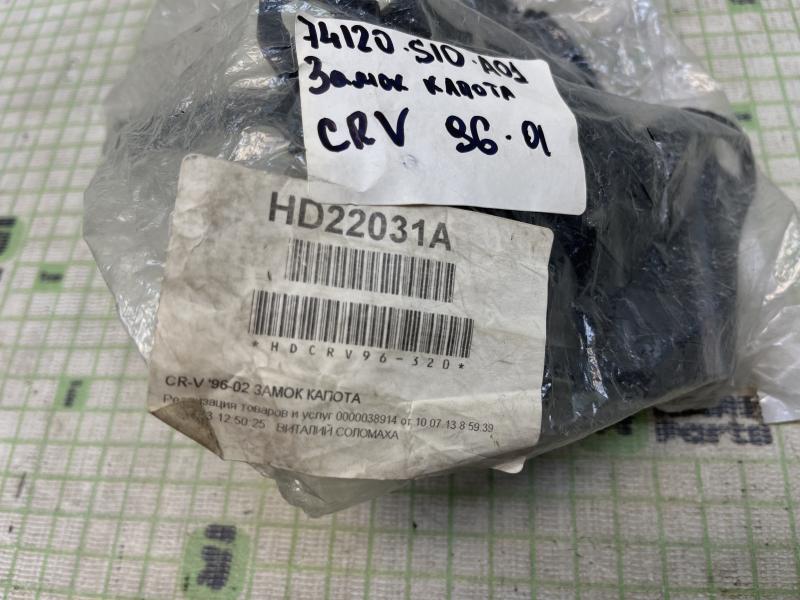 74120-S10-A01
Замок капота
CRV 96-01
HD22031A
*HDCRV96-320*
CR-V '96-02 ЗАМОК КАПОТА
Реализация товаров и услуг 0000038914 от 10.07.13 8:59:39
12:50:25 ВИТАЛИЙ СОЛОМАХА
Parts